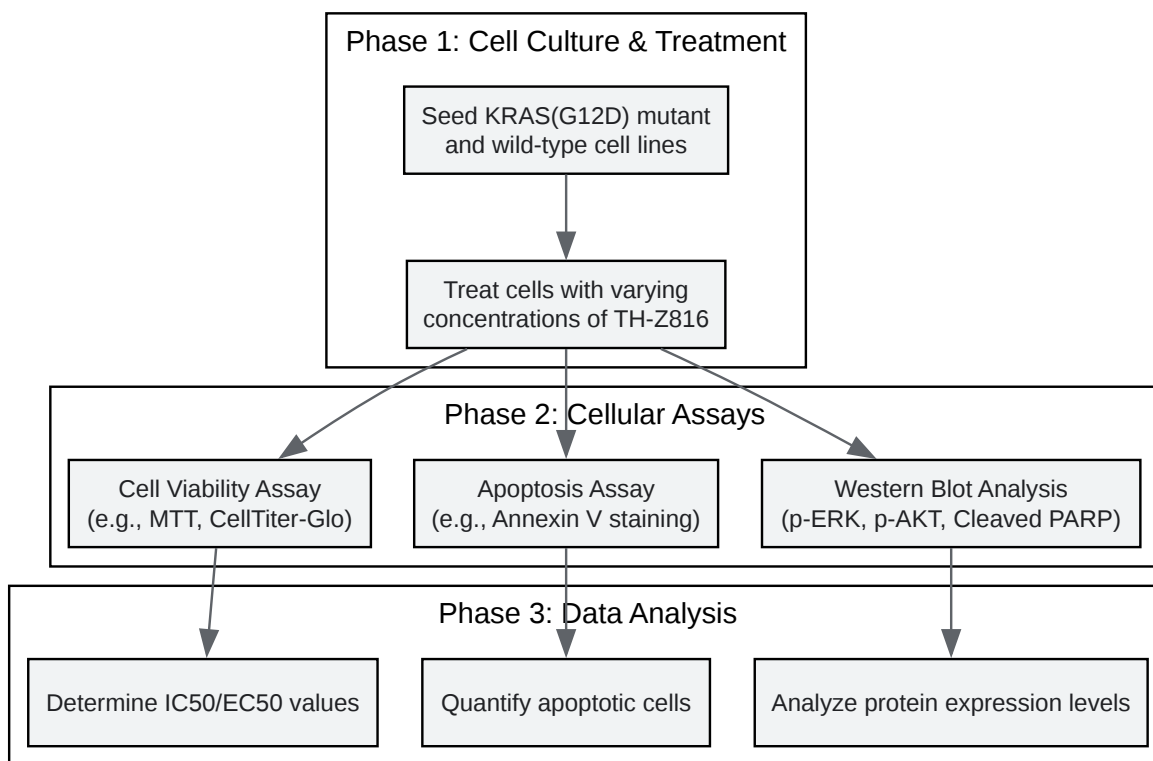 Phase 1: Cell Culture & Treatment
Seed KRAS(G12D) mutant
and wild-type cell lines
Treat cells with varying
concentrations of TH-Z816
Phase 2: Cellular Assays
Cell Viability Assay
(e.g., MTT, CellTiter-Glo)
Apoptosis Assay
(e.g., Annexin V staining)
Western Blot Analysis
(p-ERK, p-AKT, Cleaved PARP)
Phase 3: Data Analysis
Determine IC50/EC50 values
Quantify apoptotic cells
Analyze protein expression levels